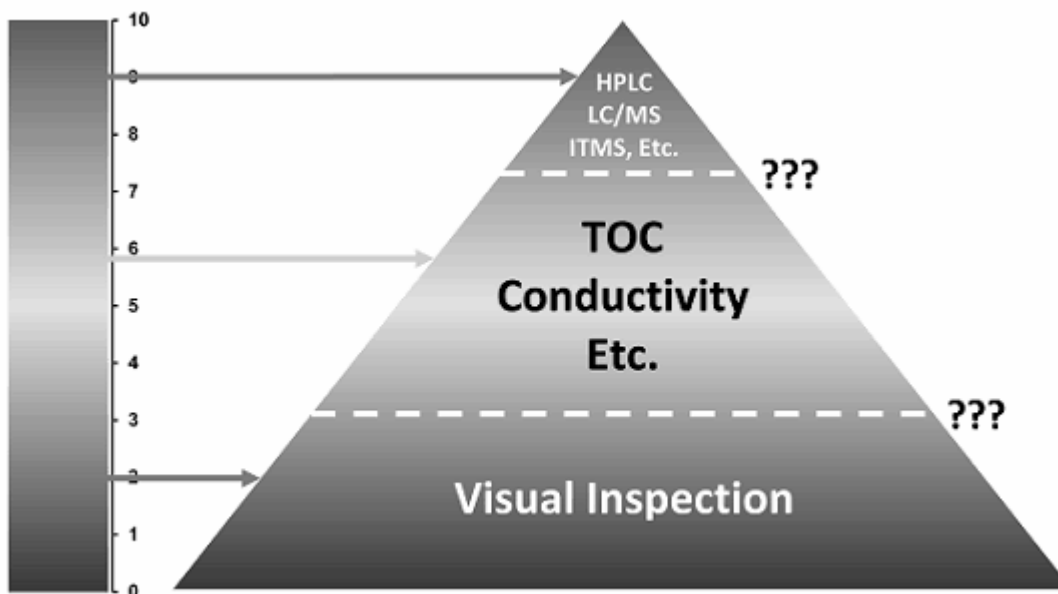 10
9
8
7
6
5
4
3
2
1
0
HPLC
LC/MS
ITMS, Etc.
???
TOC
Conductivity
Etc.
???
Visual Inspection